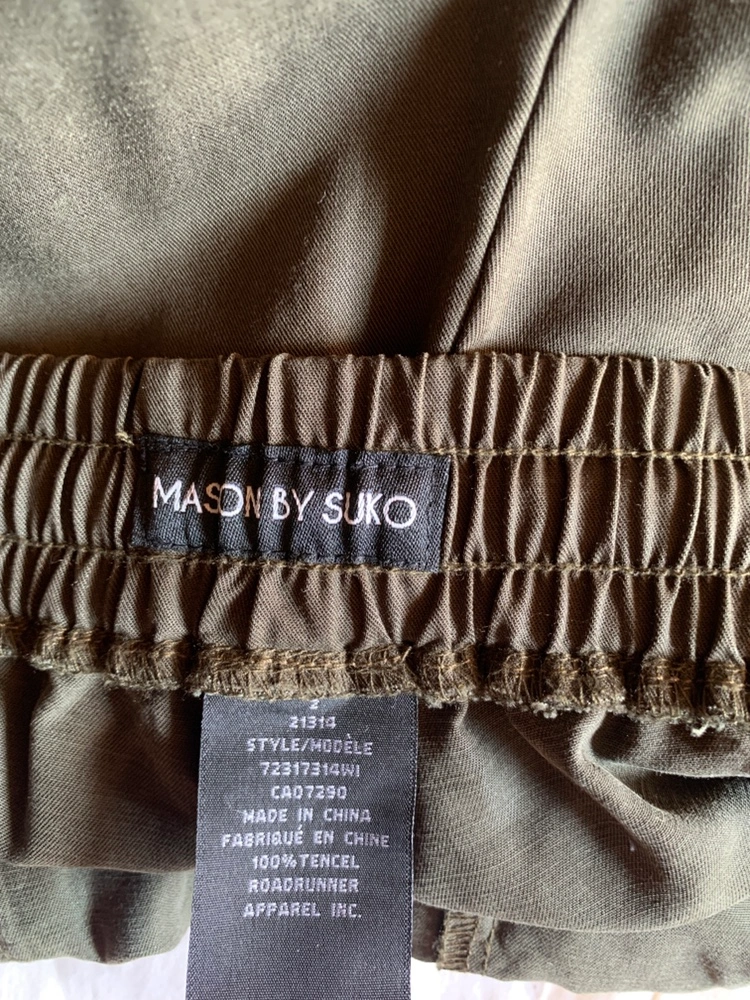 MASON BY SUKO
2
21314
STYLE/MODÈLE
72317314WI
CA07290
MADE IN CHINA
FABRIQUÉ EN CHINE
100% TENCEL
ROADRUNNER
APPAREL INC.